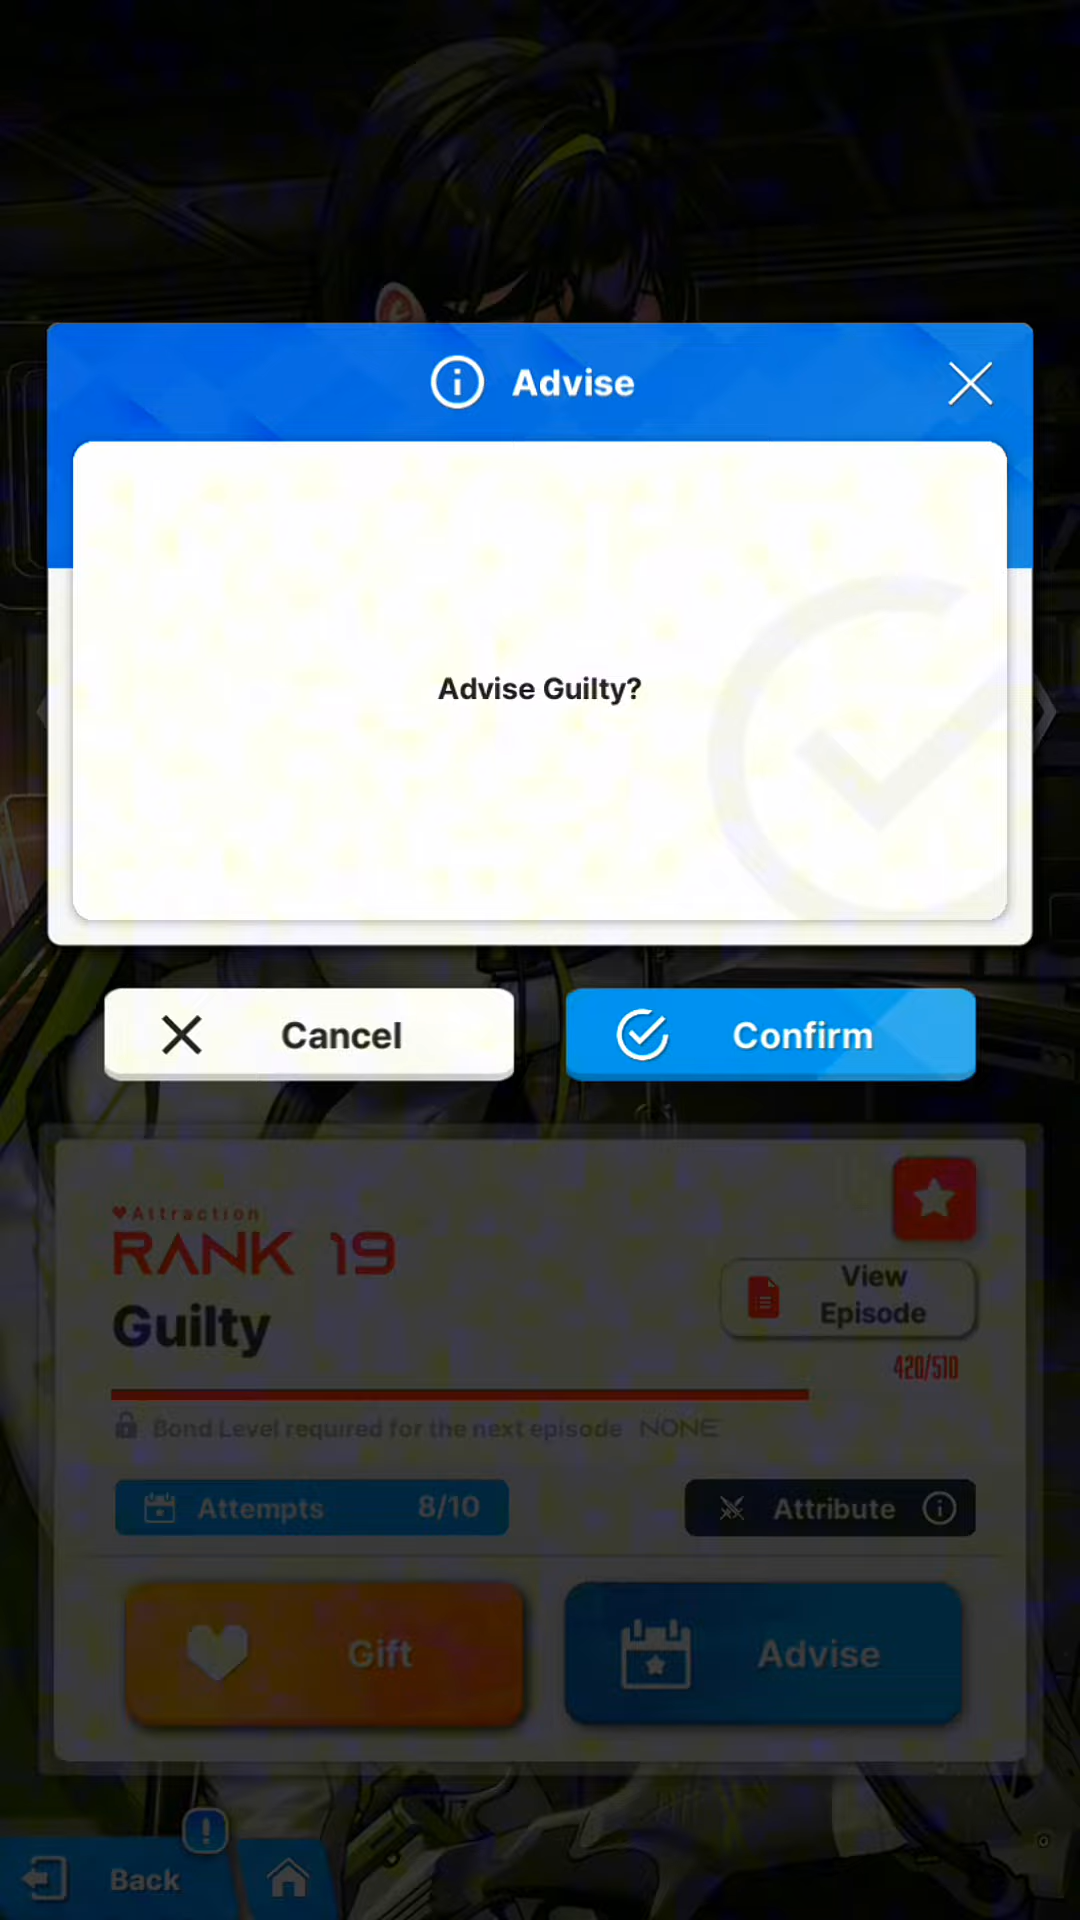 Advise
Advise Guilty?
Cancel
Confirm
Attraction
RANK 19
Guilty
View
Episode
420/510
Bond Level required for the next episode NONE
Attempts 8/10
Attribute
Gift
Advise
Back